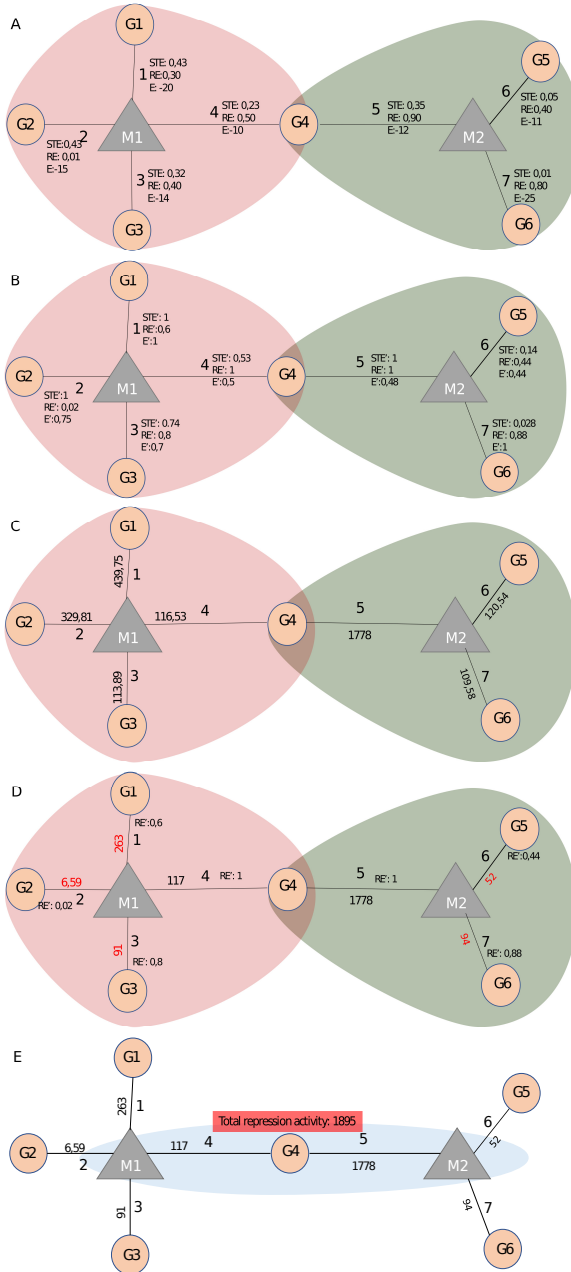 A
G1
STE: 0,43
RE:0,30
E: -20
1
G2
2
STE:0,43
RE: 0,01
E:-15
M1
4
STE: 0,23
RE: 0,50
E:-10
G4
3
STE: 0,32
RE: 0,40
E:-14
G3
5
STE: 0,35
RE: 0,90
E:-12
M2
G5
6
STE: 0,05
RE:0,40
E:-11
7
STE: 0,01
RE: 0,80
E:-25
G6
B
G1
1
STE': 1
RE':0,6
E':1
G2
2
STE':1
RE': 0,02
E':0,75
M1
4
STE': 0,53
RE': 1
E':0,5
G4
3
STE': 0.74
RE': 0,8
E':0,7
G3
5
STE': 1
RE': 1
E':0,48
M2
G5
6
STE': 0,14
RE':0,44
E':0,44
7
STE': 0,028
RE': 0,88
E':1
G6
C
G1
439,75
1
G2
329,81
2
M1
116,53
4
G4
113,89
3
G3
5
1778
M2
G5
6
120,54
109,58
7
G6
D
G1
RE':0,6
263
1
G2
6,59
2
RE': 0,02
M1
117
4
RE': 1
G4
91
3
RE': 0,8
G3
5
RE': 1
1778
M2
G5
6
RE':0,44
52
94
7
RE': 0,88
G6
E
G1
263
1
G2
6,59
2
M1
117
4
Total repression activity: 1895
G4
91
3
G3
5
1778
M2
G5
6
52
94
7
G6